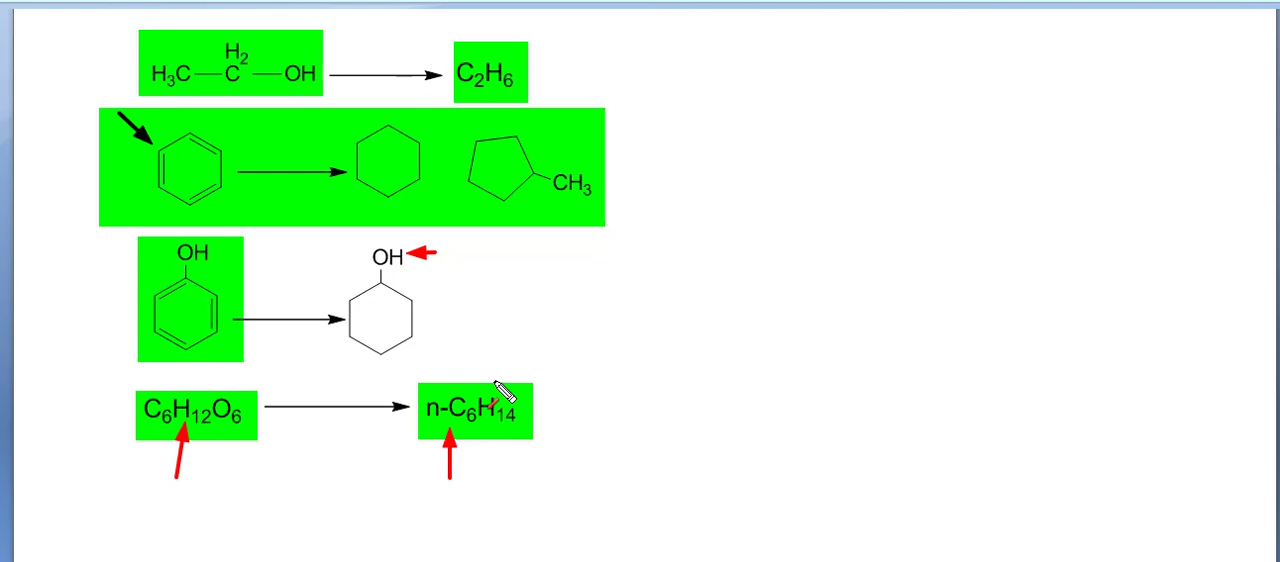 H2
H3C—C—OH → C2H6
CH3
OH OH
C6H12O6 → n-C6H14